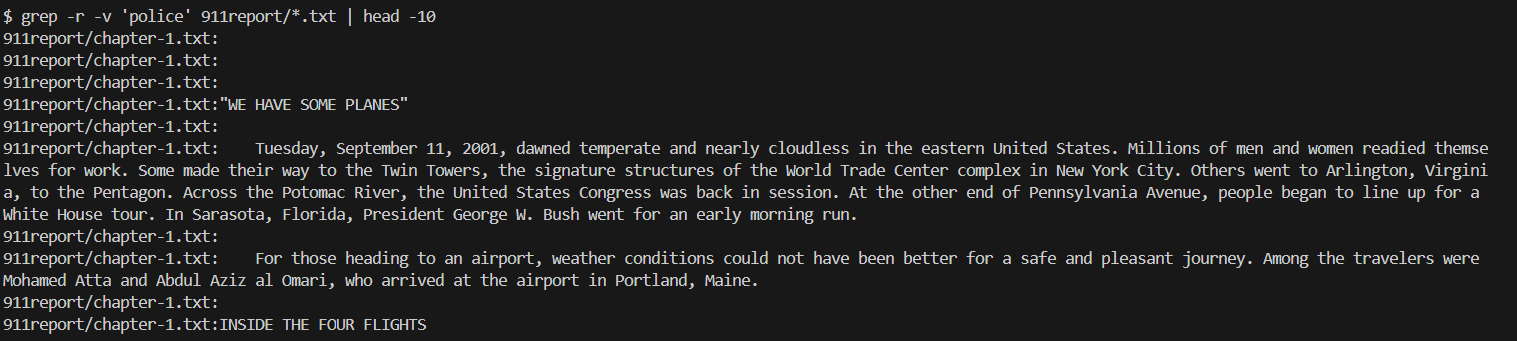 $ grep -r -v 'police' 911report/*.txt | head -10
911report/chapter-1.txt:
911report/chapter-1.txt:
911report/chapter-1.txt:
911report/chapter-1.txt:"WE HAVE SOME PLANES"
911report/chapter-1.txt:
911report/chapter-1.txt:    Tuesday, September 11, 2001, dawned temperate and nearly cloudless in the eastern United States. Millions of men and women readied themse
lves for work. Some made their way to the Twin Towers, the signature structures of the World Trade Center complex in New York City. Others went to Arlington, Virgini
a, to the Pentagon. Across the Potomac River, the United States Congress was back in session. At the other end of Pennsylvania Avenue, people began to line up for a
White House tour. In Sarasota, Florida, President George W. Bush went for an early morning run.
911report/chapter-1.txt:
911report/chapter-1.txt:    For those heading to an airport, weather conditions could not have been better for a safe and pleasant journey. Among the travelers were
Mohamed Atta and Abdul Aziz al Omari, who arrived at the airport in Portland, Maine.
911report/chapter-1.txt:
911report/chapter-1.txt:INSIDE THE FOUR FLIGHTS